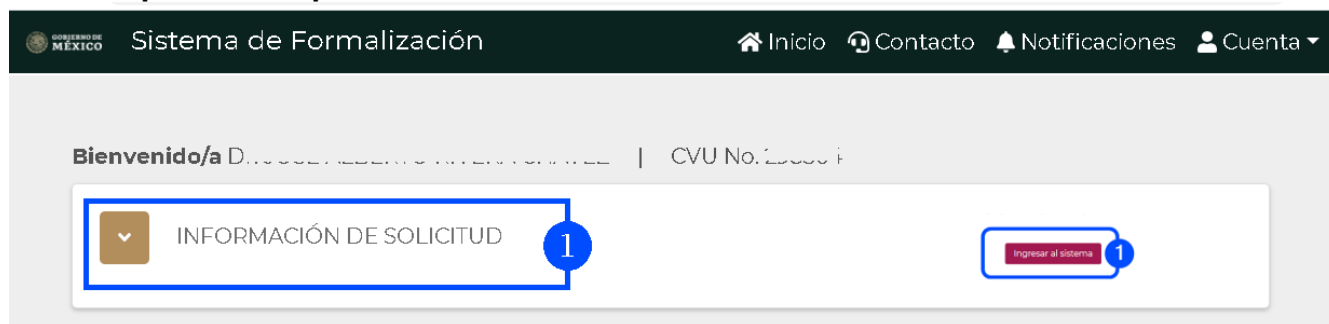 GOBIERNO DE
MÉXICO
Sistema de Formalización
Inicio
Contacto
Notificaciones
Cuenta
Bienvenido/a | CVU No.
INFORMACIÓN DE SOLICITUD
1
Ingresar al sistema
1